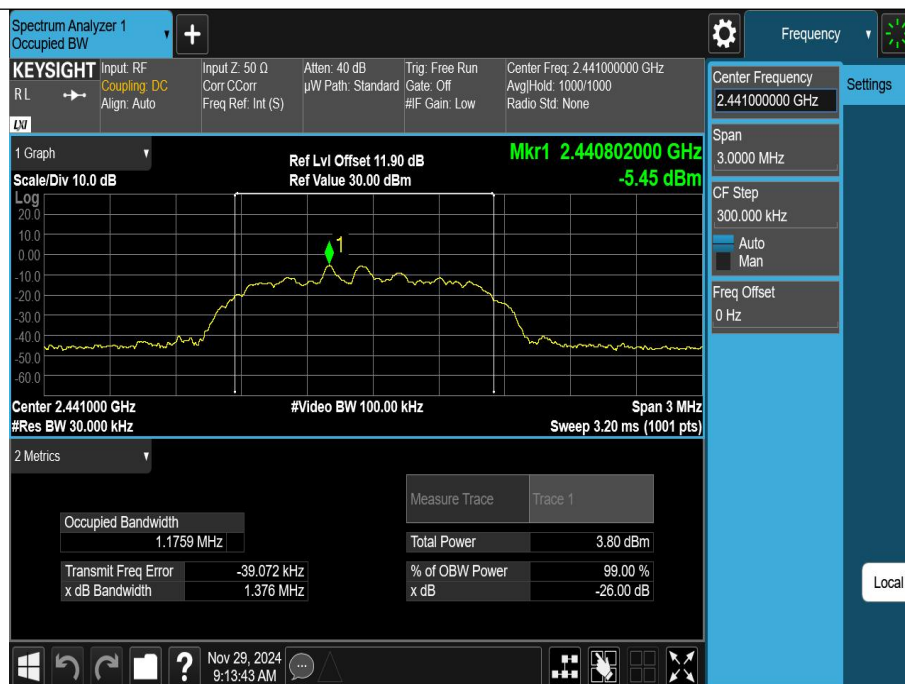 Spectrum Analyzer 1
Occupied BW
+
Frequency
KEYSIGHT
RL
LXI
Input: RF
Coupling: DC
Align: Auto
Input Z: 50 Ω
Corr CCorr
Freq Ref: Int (S)
Atten: 40 dB
µW Path: Standard
Trig: Free Run
Gate: Off
#IF Gain: Low
Center Freq: 2.441000000 GHz
Avg|Hold: 1000/1000
Radio Std: None
Center Frequency
2.441000000 GHz
Settings
Span
3.0000 MHz
CF Step
300.000 kHz
Auto
Man
Freq Offset
0 Hz
1 Graph
Scale/Div 10.0 dB
Ref Lvl Offset 11.90 dB
Ref Value 30.00 dBm
Mkr1 2.440802000 GHz
-5.45 dBm
Log
20.0
10.0
0.00
-10.0
-20.0
-30.0
-40.0
-50.0
-60.0
1
Center 2.441000 GHz
#Res BW 30.000 kHz
#Video BW 100.00 kHz
Span 3 MHz
Sweep 3.20 ms (1001 pts)
2 Metrics
Measure Trace Trace 1
Occupied Bandwidth
1.1759 MHz
Total Power 3.80 dBm
Transmit Freq Error -39.072 kHz
% of OBW Power 99.00 %
x dB Bandwidth 1.376 MHz
x dB -26.00 dB
Local
?
Nov 29, 2024
9:13:43 AM